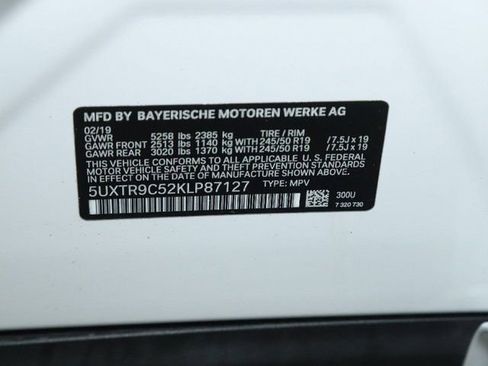 MFD BY BAYERISCHE MOTOREN WERKE AG
02/19
GVWR 5258 lbs 2385 kg TIRE / RIM
GAWR FRONT 2513 lbs 1140 kg WITH 245/50 R19 /7.5J x 19
GAWR REAR 3020 lbs 1370 kg WITH 245/50 R19 /7.5J x 19
THIS VEHICLE CONFORMS TO ALL APPLICABLE U. S. FEDERAL
MOTOR VEHICLE SAFETY, BUMPER, AND THEFT PREVENTION
STANDARDS IN EFFECT ON THE DATE OF MANUFACTURE SHOWN ABOVE.
5UXTR9C52KLP87127 TYPE: MPV
300U
7 320 730